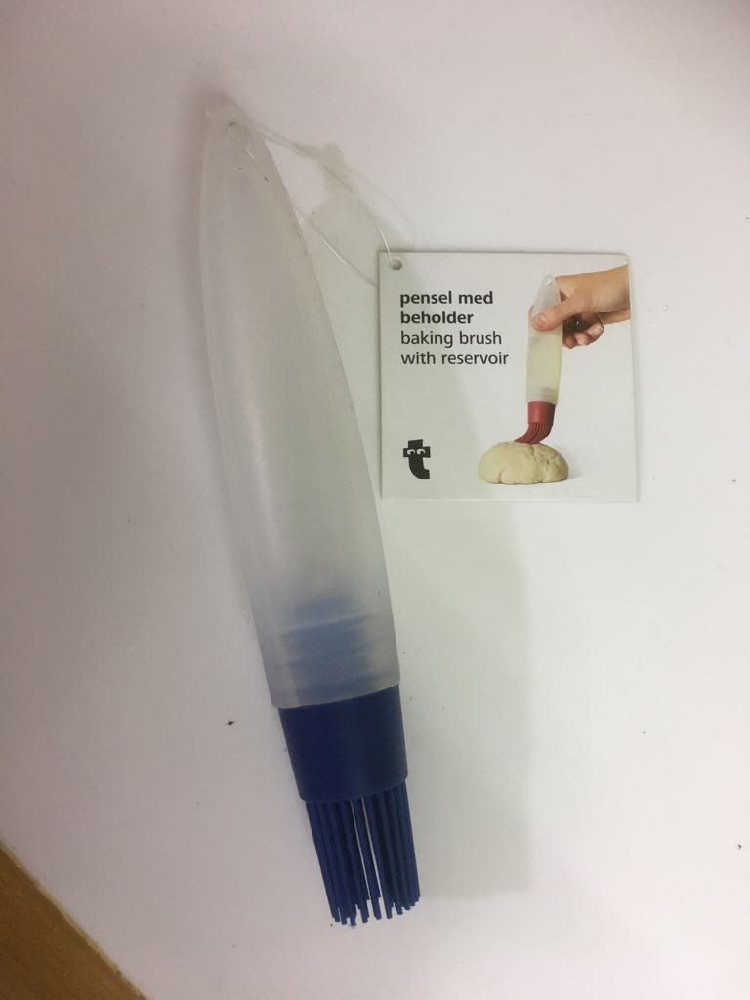 pensel med
beholder
baking brush
with reservoir
t